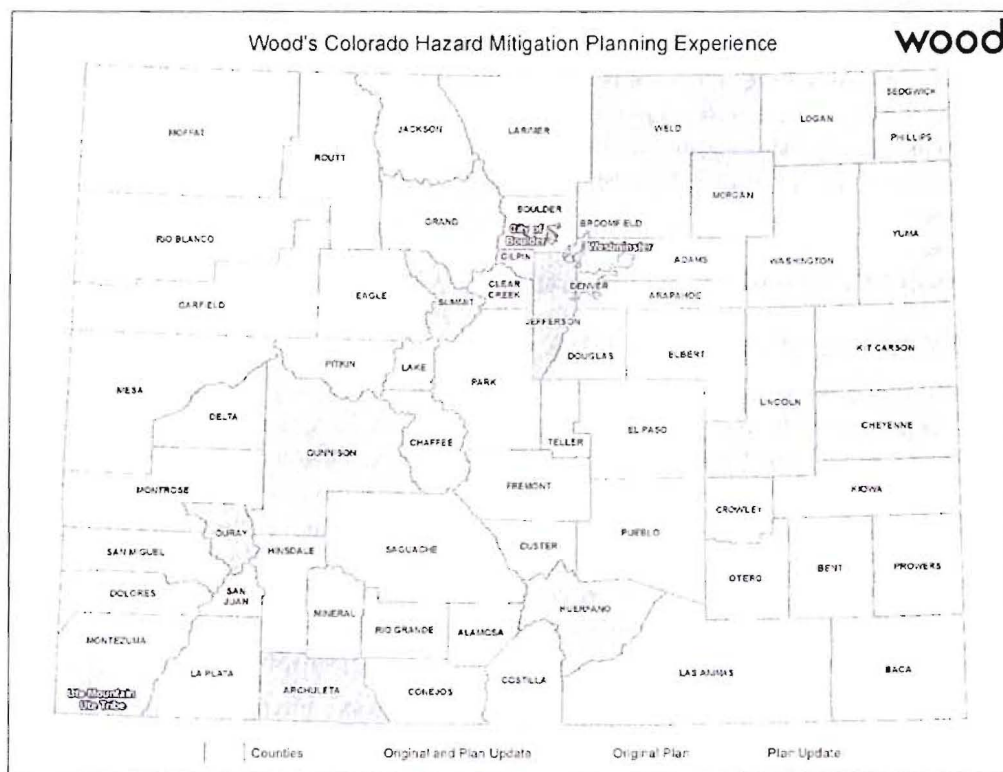 Wood's Colorado Hazard Mitigation Planning Experience
wood
SEDGWICK
LOGAN
MOFFAT
JACKSON
LARIMER
WELD
PHILLIPS
ROUTT
MORGAN
BOULDER
GRAND
BROOMFIELD
City of
Boulder
Westminster
YUMA
RIO BLANCO
GILPIN
ADAMS
WASHINGTON
CLEAR
CREEK
DENVER
EAGLE
SUMMIT
ARAPAHOE
GARFIELD
JEFFERSON
KIT CARSON
DOUGLAS
ELBERT
PITKIN
LAKE
PARK
MESA
LINCOLN
DELTA
EL PASO
CHEYENNE
CHAFFEE
TELLER
GUNNISON
FREMONT
MONTROSE
KIOWA
CROWLEY
OURAY
PUEBLO
SAN MIGUEL
HINSDALE
SAGUACHE
CUSTER
BENT
PROWERS
OTERO
DOLORES
SAN
JUAN
MINERAL
HUERFANO
RIO GRANDE
ALAMOSA
MONTEZUMA
LA PLATA
LAS ANIMAS
BACA
COSTILLA
ARCHULETA
CONEJOS
Ute Mountain
Ute Tribe
Counties Original and Plan Update Original Plan Plan Update